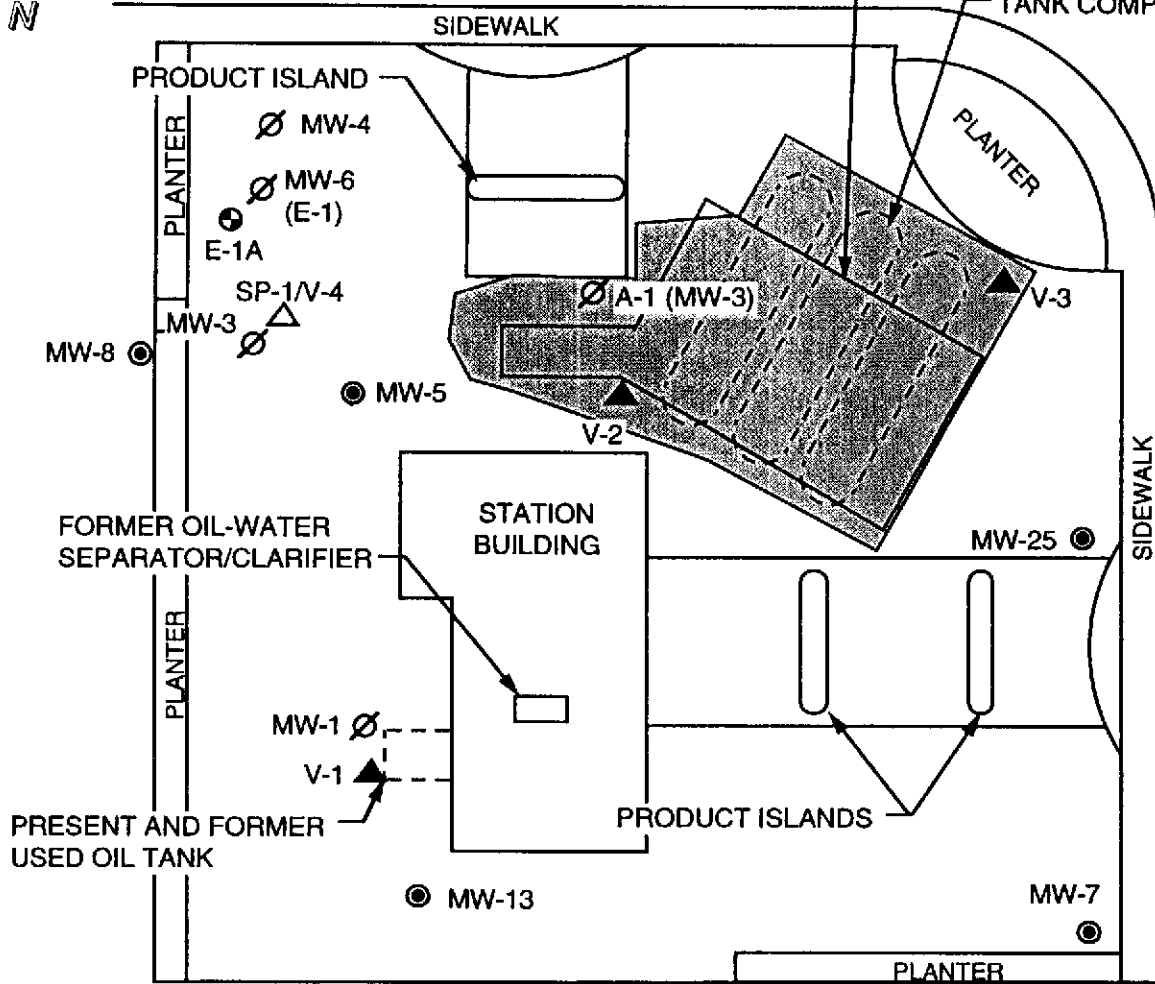 N
TANK COMP
SIDEWALK
PRODUCT ISLAND
PLANTER
MW-4
PLANTER
MW-6
(E-1)
E-1A
SP-1/V-4
A-1 (MW-3)
V-3
LMW-3
MW-8
MW-5
V-2
SIDEWALK
STATION
BUILDING
FORMER OIL-WATER
SEPARATOR/CLARIFIER
MW-25
PLANTER
MW-1
V-1
PRODUCT ISLANDS
PRESENT AND FORMER
USED OIL TANK
MW-13
MW-7
PLANTER